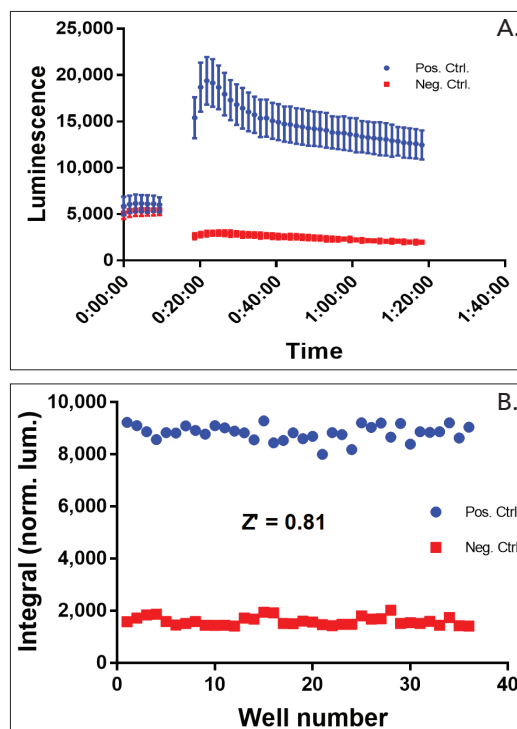 A.
25,000
20,000
15,000
10,000
5,000
0
Luminescence
Pos. Ctrl.
Neg. Ctrl.
0:00:00
0:20:00
0:40:00
1:00:00
1:20:00
1:40:00
Time
B.
10,000
8,000
6,000
4,000
2,000
0
Integral (norm. lum.)
Z' = 0.81
Pos. Ctrl.
Neg. Ctrl.
0
10
20
30
40
Well number